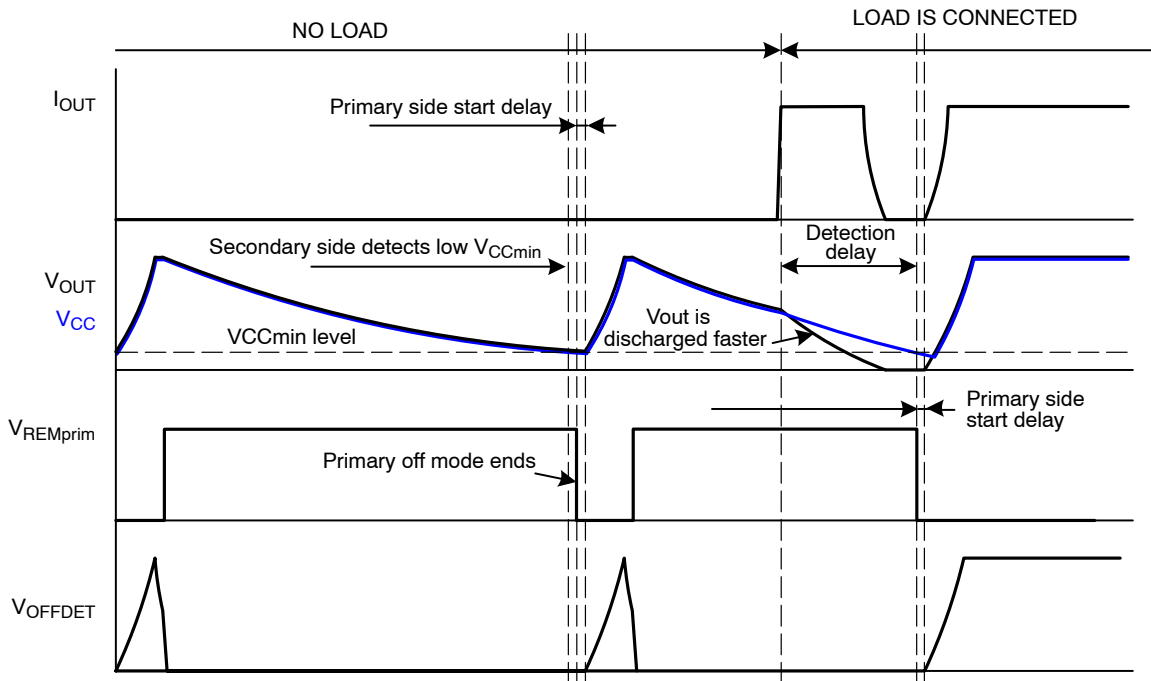 NO LOAD
LOAD IS CONNECTED
IOUT
Primary side start delay
Secondary side detects low VCCmin
Detection
delay
VOUT
VCC
VCCmin level
Vout is
discharged faster
Primary side
start delay
VREMprim
Primary off mode ends
VOFFDET